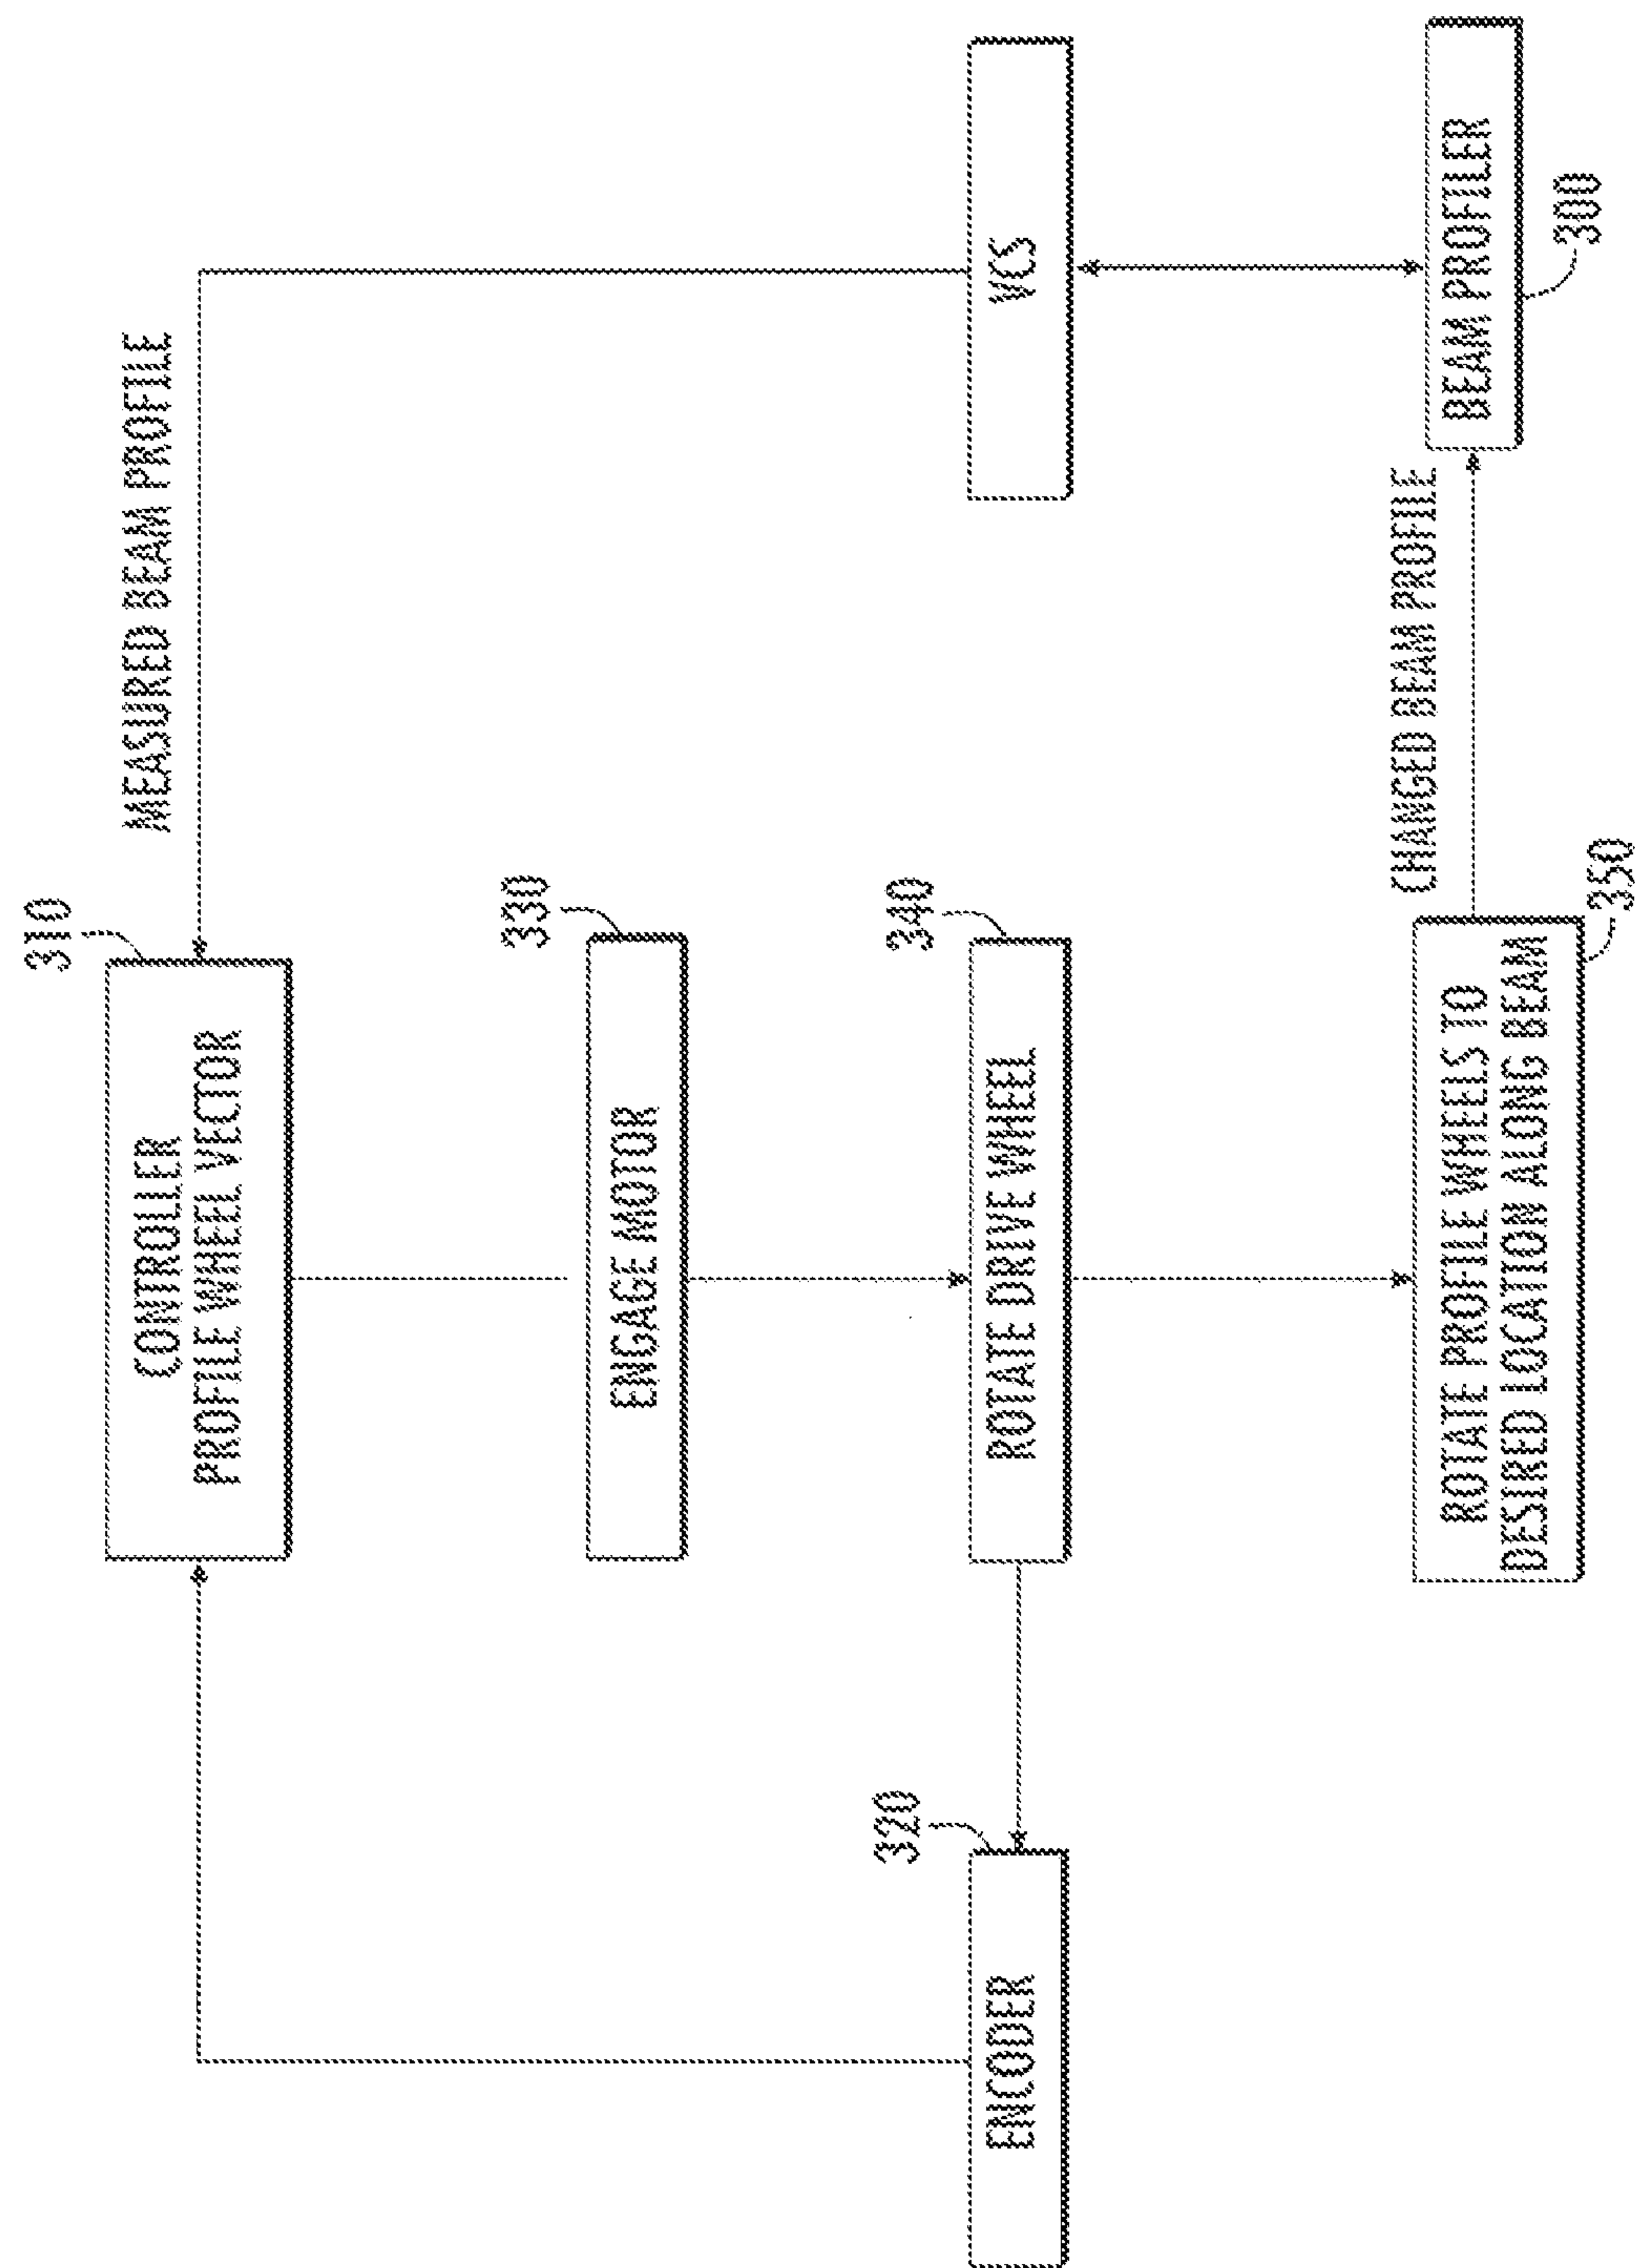 310
CONTROLLER
PROFILE WHEEL VECTOR
MEASURED BEAM PROFILE
330
ENGAGE MOTOR
320
ENCODER
340
ROTATE DRIVE WHEEL
VCS
350
ROTATE PROFILE WHEELS TO
DESIRED LOCATION ALONG BEAM
CHANGED BEAM PROFILE
BEAM PROFILER
300